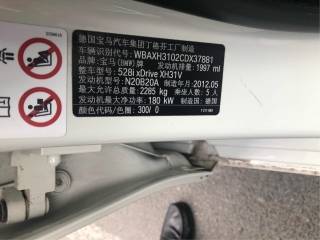 德国宝马汽车集团丁格芬工厂制造
车辆识别代号: WBAXH3102CDX37881
品牌: 宝马(BMW)牌 发动机排量: 1997 ml
整车型号: 528i xDrive XH31V
发动机型号: N20B20A 制造年月: 2012.05
最大允许总质量: 2285 kg 乘坐人数: 5 人
发动机最大净功率: 180 kW 制造国: 德国
颜色代码/色标: 300/ 0